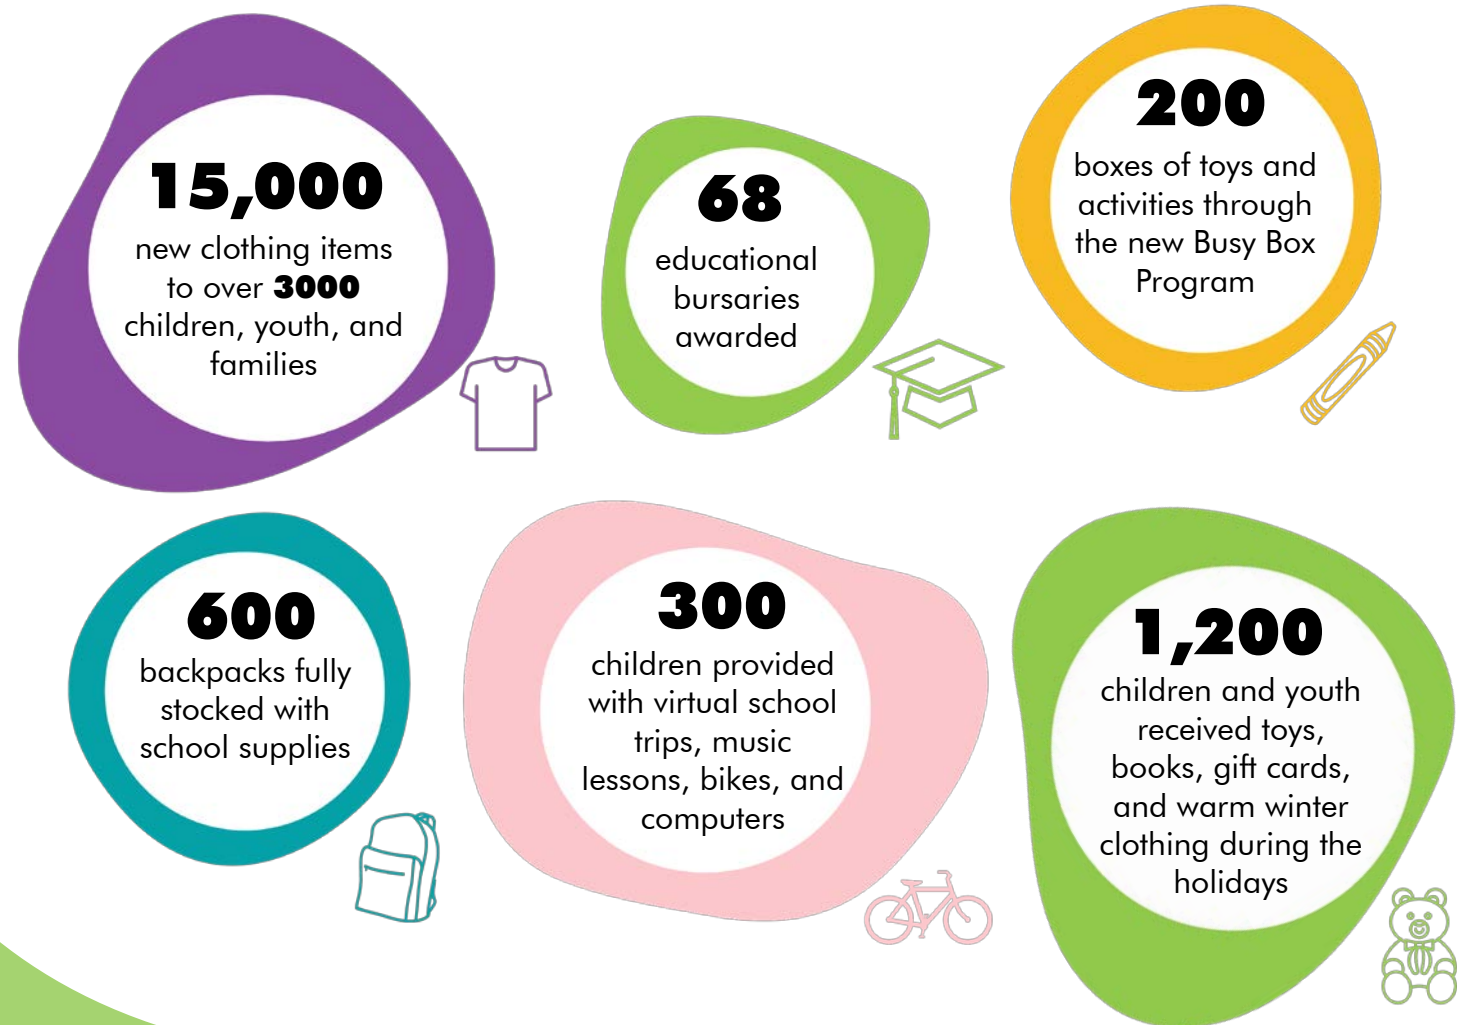 15,000
new clothing items
to over 3000
children, youth, and
families
68
educational
bursaries
awarded
200
boxes of toys and
activities through
the new Busy Box
Program
600
backpacks fully
stocked with
school supplies
300
children provided
with virtual school
trips, music
lessons, bikes, and
computers
1,200
children and youth
received toys,
books, gift cards,
and warm winter
clothing during the
holidays